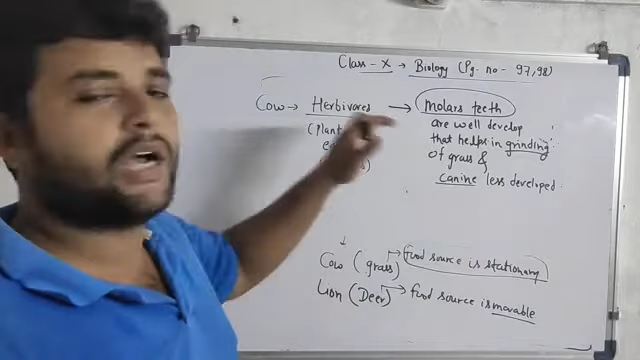 Class - X → Biology (Pg- no - 97,98)
Cow → Herbivores → Molars teeth
(Plant
are well develop
that helps in grinding
of grass &
canine less developed.
Cow (grass) → food source is stationary
Lion (Deer) → food source is movable